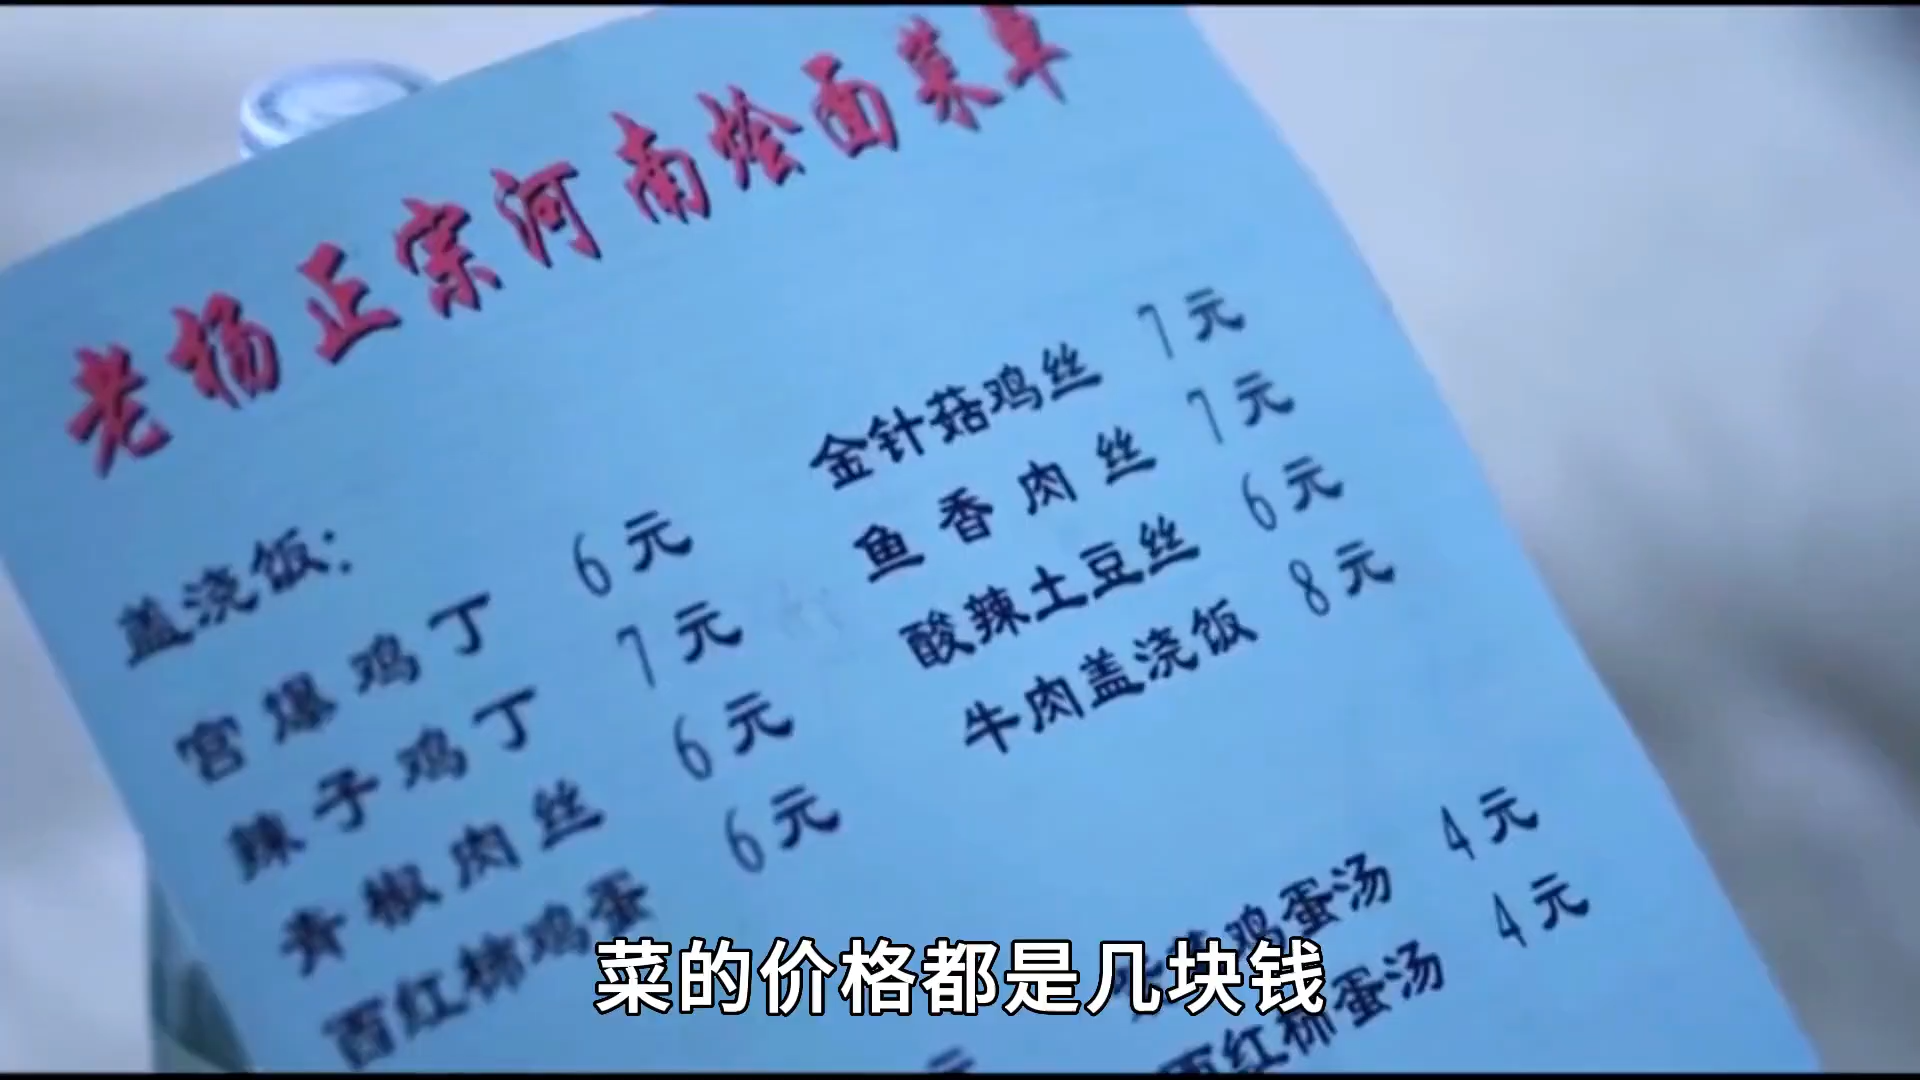 老杨正宗河南烩面菜单
盖浇饭:
宫爆鸡丁 6元
辣子鸡丁 7元
青椒肉丝 6元
西红柿鸡蛋 6元
金针菇鸡丝 7元
鱼香肉丝 7元
酸辣土豆丝 6元
牛肉盖浇饭 8元
鸡蛋汤 4元
西红柿蛋汤 4元
元
菜的价格都是几块钱